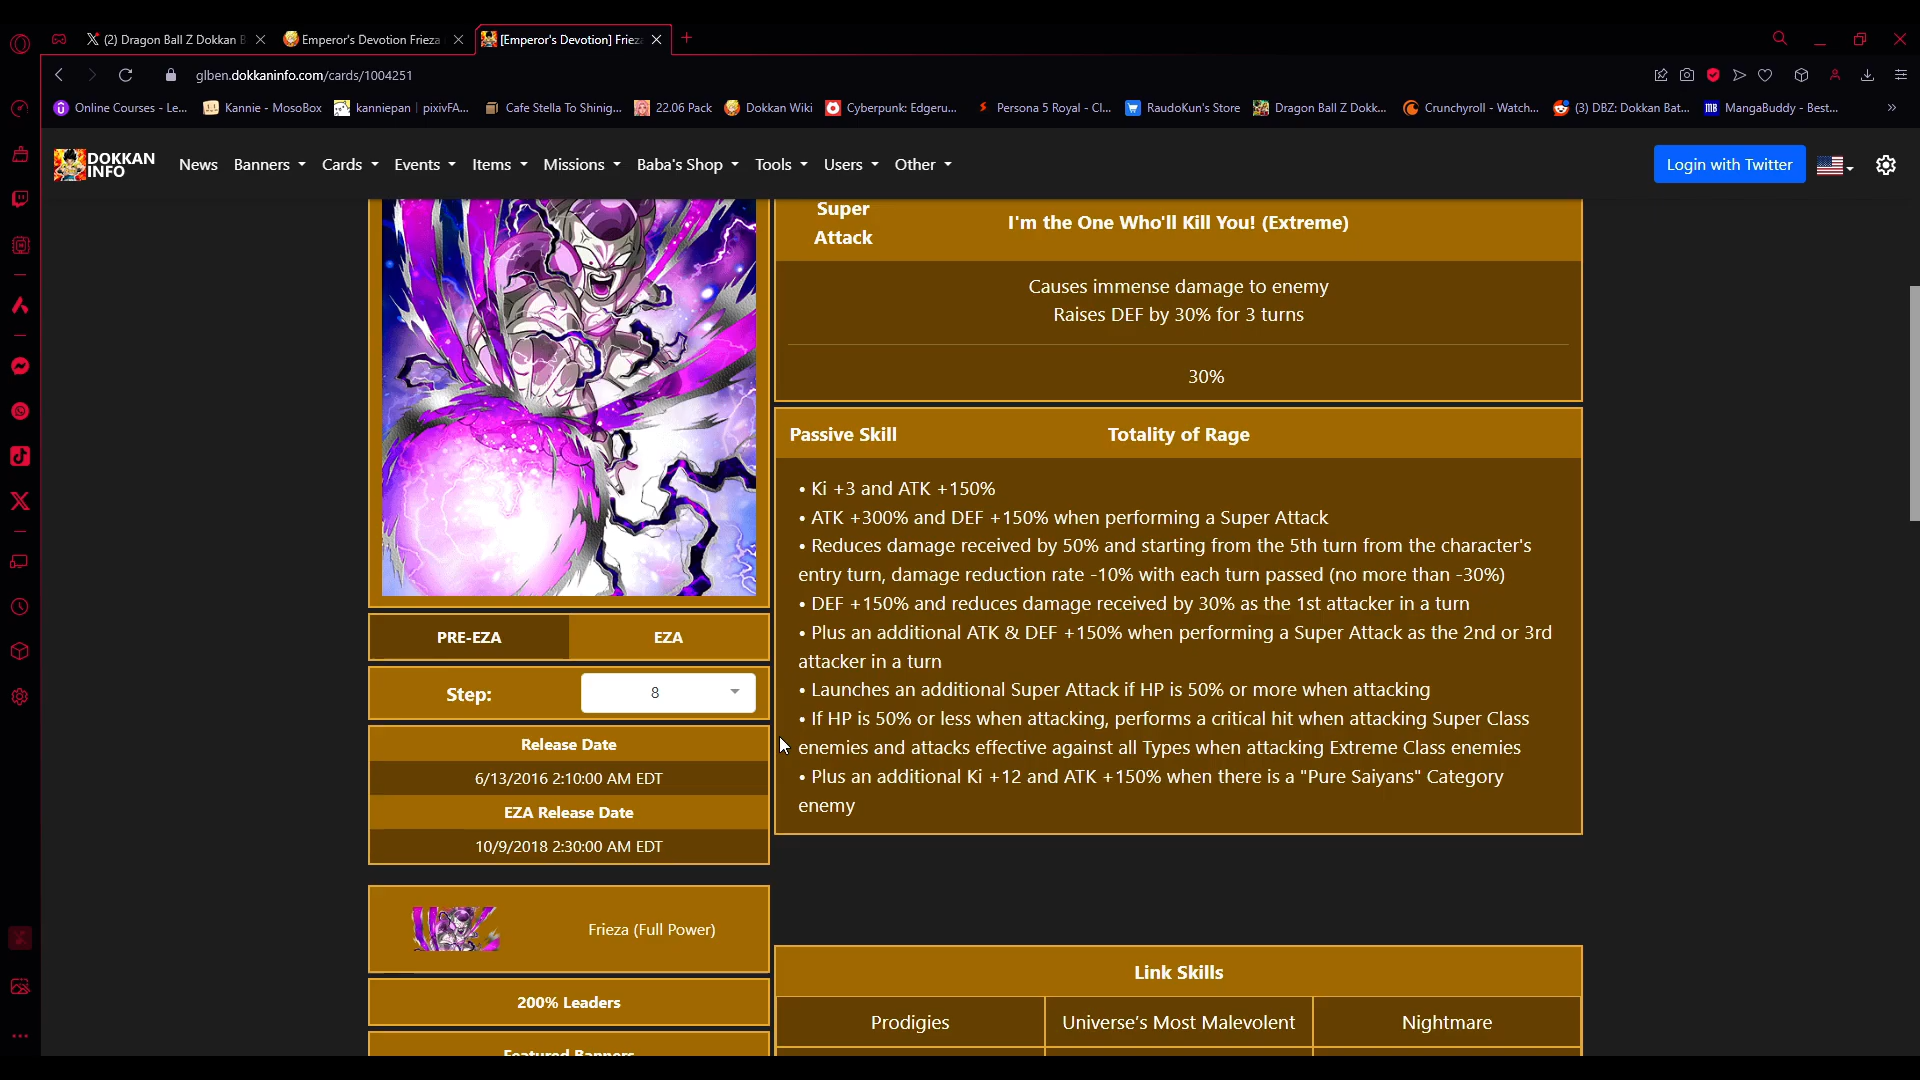 (2) Dragon Ball Z Dokkan B
Emperor's Devotion Frieza
[Emperor's Devotion] Friez
glben.dokkaninfo.com/cards/1004251
Online Courses - Le...
Kannie - MosoBox
kanniepan | pixivFA...
Cafe Stella To Shinig...
22.06 Pack
Dokkan Wiki
Cyberpunk: Edgeru...
Persona 5 Royal - Cl...
RaudoKun's Store
Dragon Ball Z Dokk...
Crunchyroll - Watch...
(3) DBZ: Dokkan Bat...
MangaBuddy - Best...
DOKKAN
INFO
News
Banners
Cards
Events
Items
Missions
Baba's Shop
Tools
Users
Other
Login with Twitter
Super
Attack
I'm the One Who'll Kill You! (Extreme)
Causes immense damage to enemy
Raises DEF by 30% for 3 turns
30%
Passive Skill
Totality of Rage
• Ki +3 and ATK +150%
• ATK +300% and DEF +150% when performing a Super Attack
• Reduces damage received by 50% and starting from the 5th turn from the character's
entry turn, damage reduction rate -10% with each turn passed (no more than -30%)
• DEF +150% and reduces damage received by 30% as the 1st attacker in a turn
• Plus an additional ATK & DEF +150% when performing a Super Attack as the 2nd or 3rd
attacker in a turn
• Launches an additional Super Attack if HP is 50% or more when attacking
• If HP is 50% or less when attacking, performs a critical hit when attacking Super Class
enemies and attacks effective against all Types when attacking Extreme Class enemies
• Plus an additional Ki +12 and ATK +150% when there is a "Pure Saiyans" Category
enemy
PRE-EZA
EZA
Step:
8
Release Date
6/13/2016 2:10:00 AM EDT
EZA Release Date
10/9/2018 2:30:00 AM EDT
Frieza (Full Power)
200% Leaders
Featured Banners
Link Skills
Prodigies
Universe's Most Malevolent
Nightmare